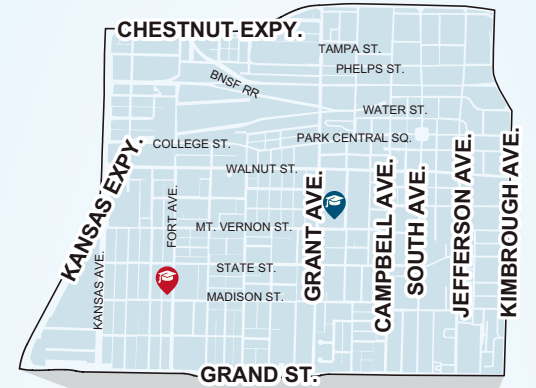 CHESTNUT EXPY.
TAMPA ST.
PHELPS ST.
BNSF RR
WATER ST.
PARK CENTRAL SQ.
COLLEGE ST.
WALNUT ST.
KANSAS EXPY.
FORT AVE.
MT. VERNON ST.
GRANT AVE.
CAMPBELL AVE.
SOUTH AVE.
JEFFERSON AVE.
KIMBROUGH AVE.
KANSAS AVE.
STATE ST.
MADISON ST.
GRAND ST.